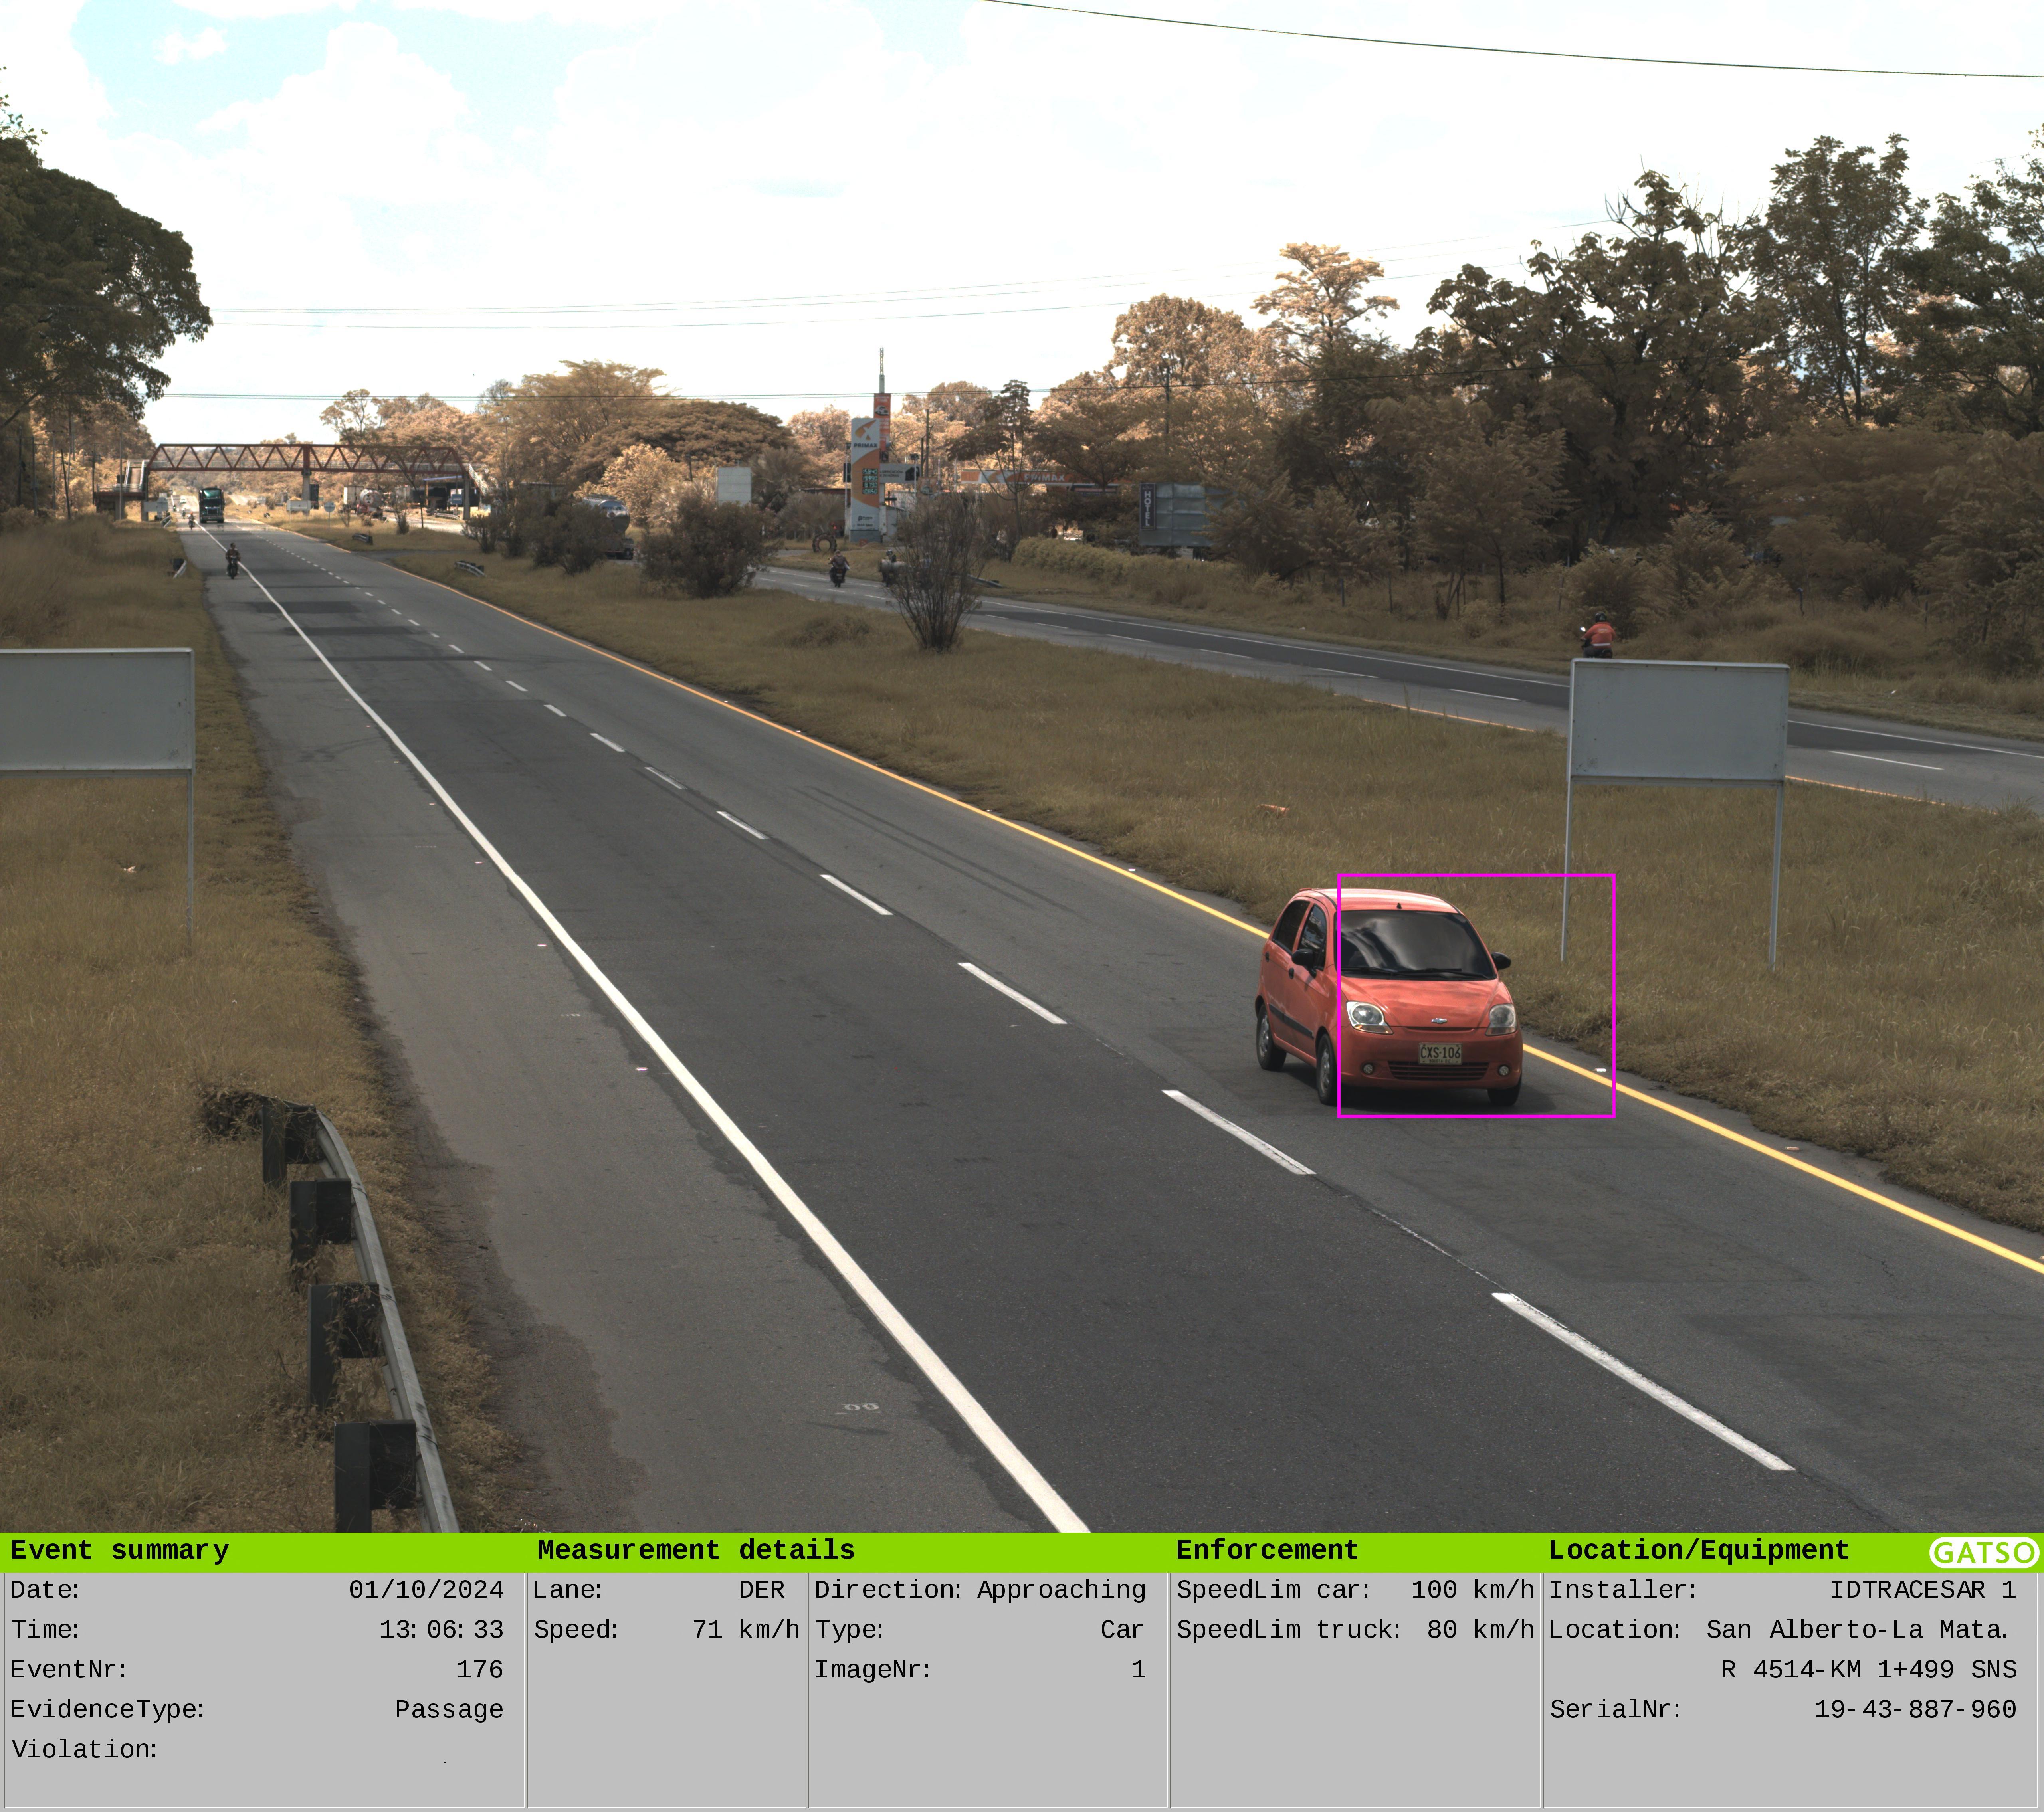 PRIMAX
PRIMAX
HOTEL
CXS·106
Event summary
Date: 01/10/2024
Time: 13:06:33
EventNr: 176
EvidenceType: Passage
Violation:
Measurement details
Lane: DER
Speed: 71 km/h
Direction: Approaching
Type: Car
ImageNr: 1
Enforcement
SpeedLim car: 100 km/h
SpeedLim truck: 80 km/h
Location/Equipment
GATSO
Installer: IDTRACESAR 1
Location: San Alberto-La Mata.
R 4514-KM 1+499 SNS
SerialNr: 19-43-887-960